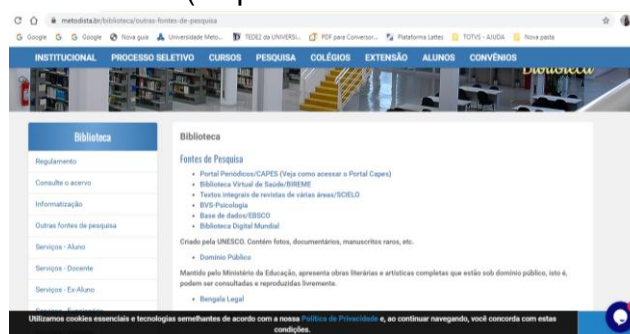 metodista.br/biblioteca/outras-fontes-de-pesquisa
Google G Google Nova guia Universidade Meto... TEDE2 da UNIVERSI... PDF para Conversor... Plataforma Lattes TOTVS - AJUDA Nova pasta
INSTITUCIONAL PROCESSO SELETIVO CURSOS PESQUISA COLÉGIOS EXTENSÃO ALUNOS CONVÊNIOS
Biblioteca
Biblioteca
Regulamento
Consulte o acervo
Informatização
Outras fontes de pesquisa
Serviços - Aluno
Serviços - Docente
Serviços - Ex-Aluno
Biblioteca
Fontes de Pesquisa
Portal Periódicos/CAPES (Veja como acessar o Portal Capes)
Biblioteca Virtual de Saúde/BIREME
Textos integrais de revistas de várias áreas/SCIELO
BVS-Psicologia
Base de dados/EBSCO
Biblioteca Digital Mundial
Criado pela UNESCO. Contém fotos, documentários, manuscritos raros, etc.
Domínio Público
Mantido pelo Ministério da Educação, apresenta obras literárias e artísticas completas que estão sob domínio público, isto é,
podem ser consultadas e reproduzidas livremente.
Bengala Legal
Utilizamos cookies essenciais e tecnologias semelhantes de acordo com a nossa Política de Privacidade e, ao continuar navegando, você concorda com estas
condições.